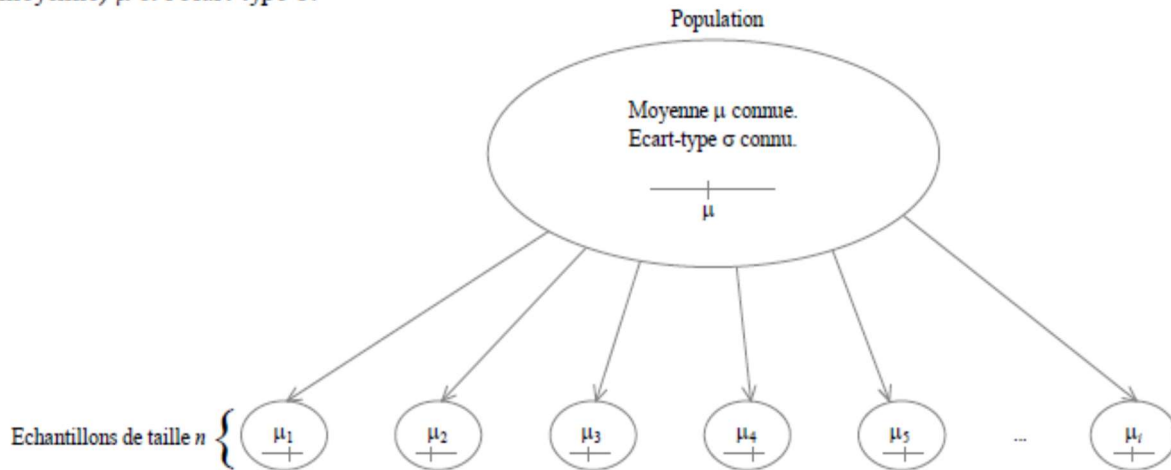 Population
Moyenne μ connue.
Ecart-type σ connu.
μ
Echantillons de taille n { μ1 μ2 μ3 μ4 μ5 ... μi